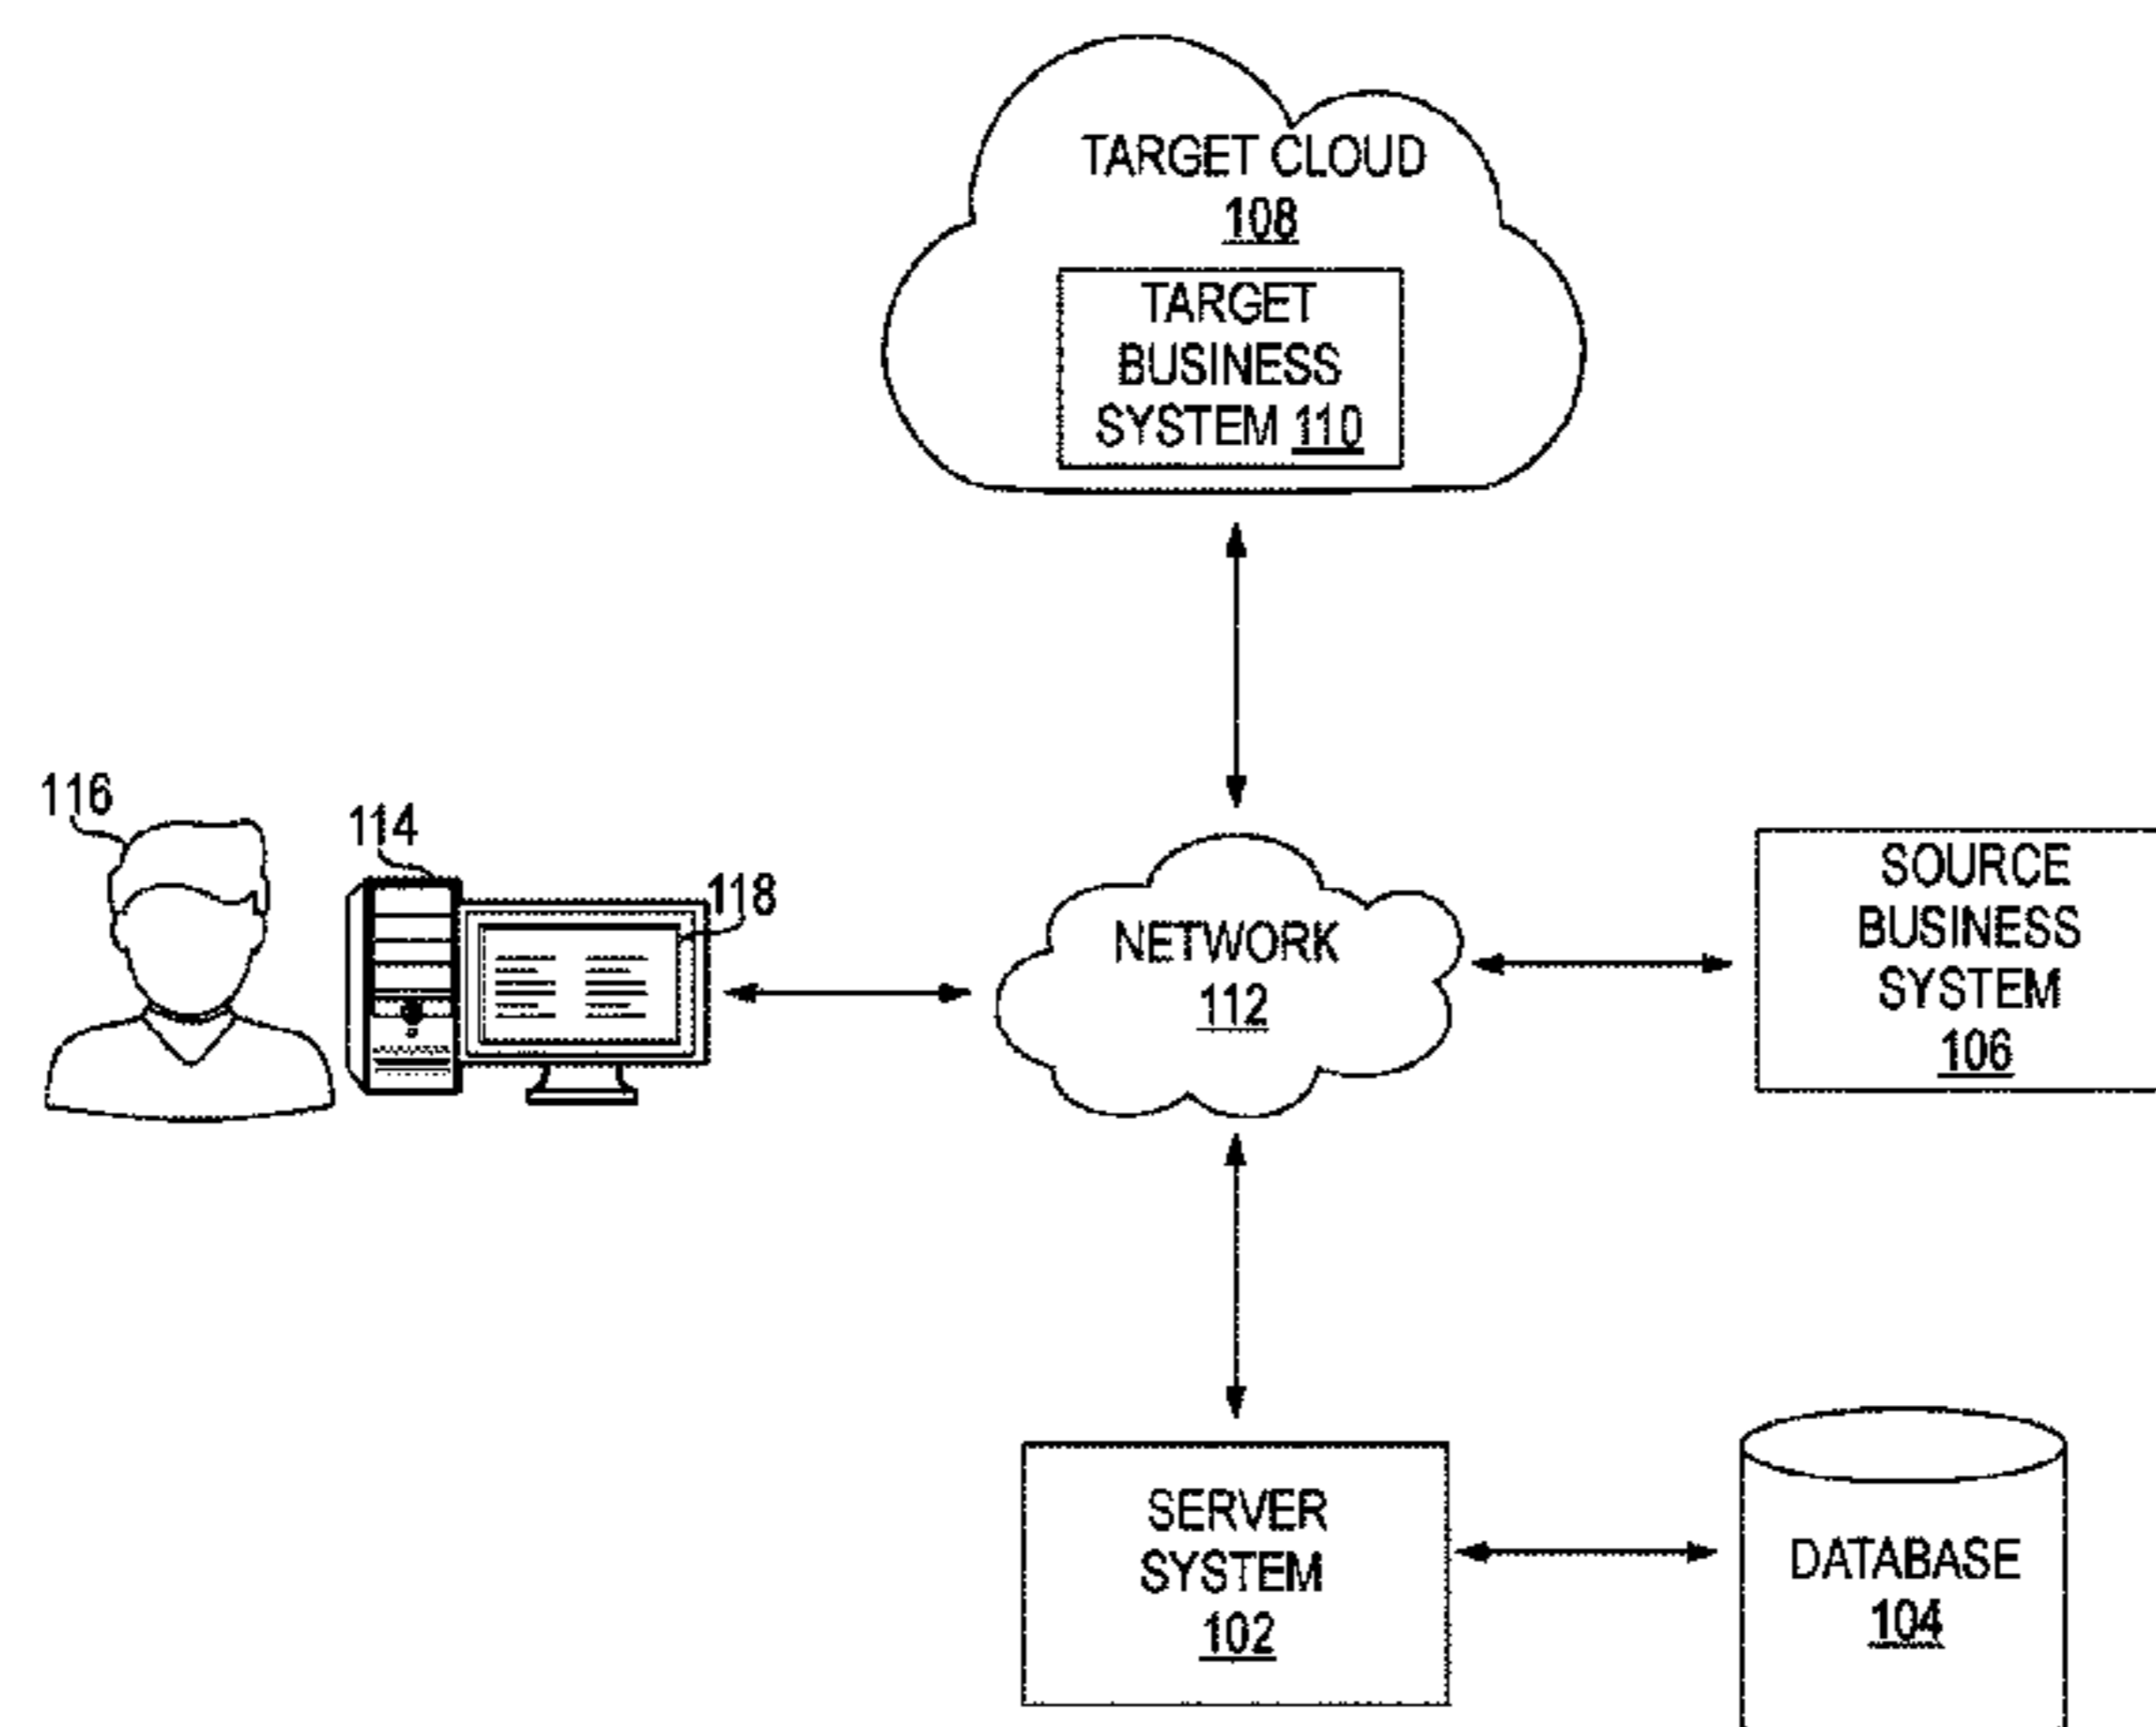 TARGET CLOUD
108
TARGET
BUSINESS
SYSTEM 110
116
114
118
NETWORK
112
SOURCE
BUSINESS
SYSTEM
106
SERVER
SYSTEM
102
DATABASE
104